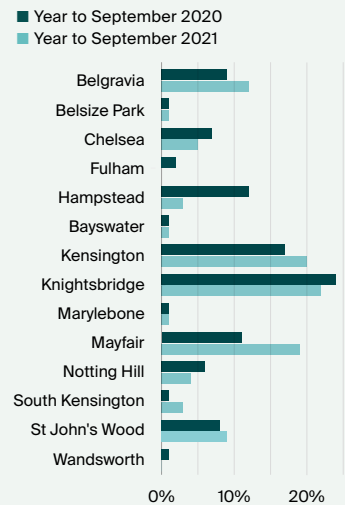 Year to September 2020
Year to September 2021
Belgravia
Belsize Park
Chelsea
Fulham
Hampstead
Bayswater
Kensington
Knightsbridge
Marylebone
Mayfair
Notting Hill
South Kensington
St John's Wood
Wandsworth
0% 10% 20%